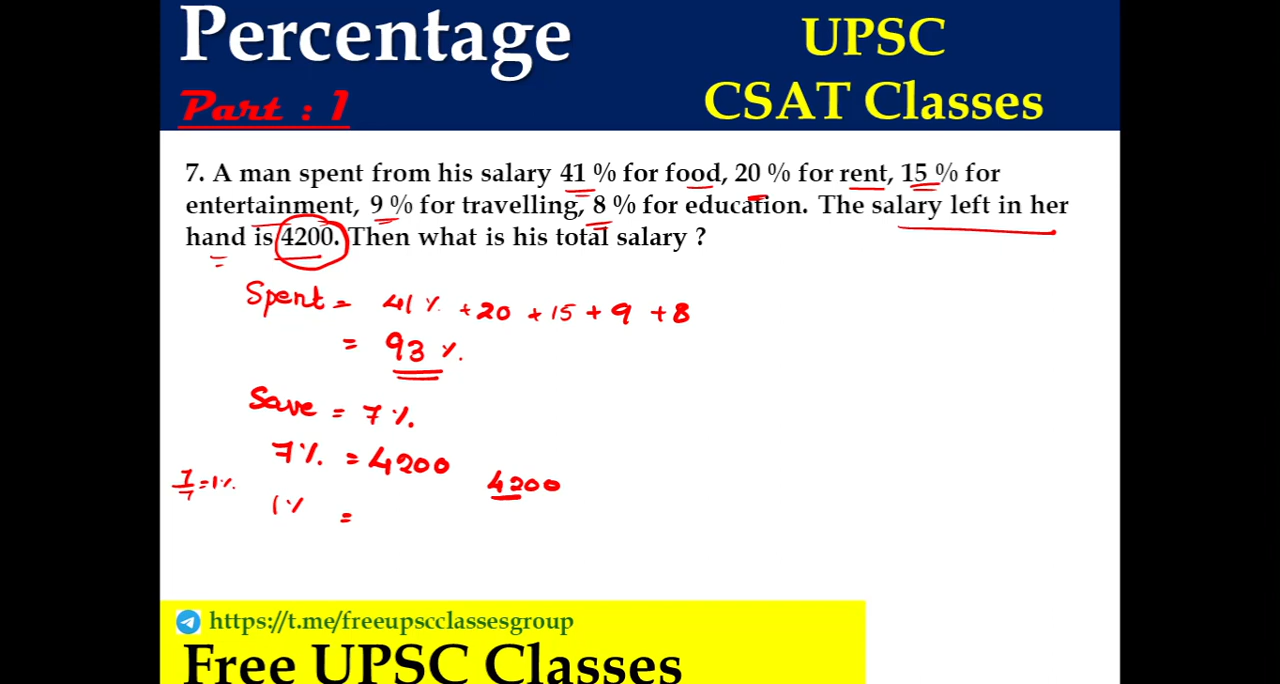 Percentage
Part : 1
UPSC
CSAT Classes
7. A man spent from his salary 41 % for food, 20 % for rent, 15 % for
entertainment, 9 % for travelling, 8 % for education. The salary left in her
hand is 4200. Then what is his total salary ?
Spent = 41 % + 20 + 15 + 9 + 8
= 93 %
Save = 7 %.
7 %. = 4200
7/7 = 1 %. 4200
1 % =
https://t.me/freeupscclassesgroup
Free UPSC Classes